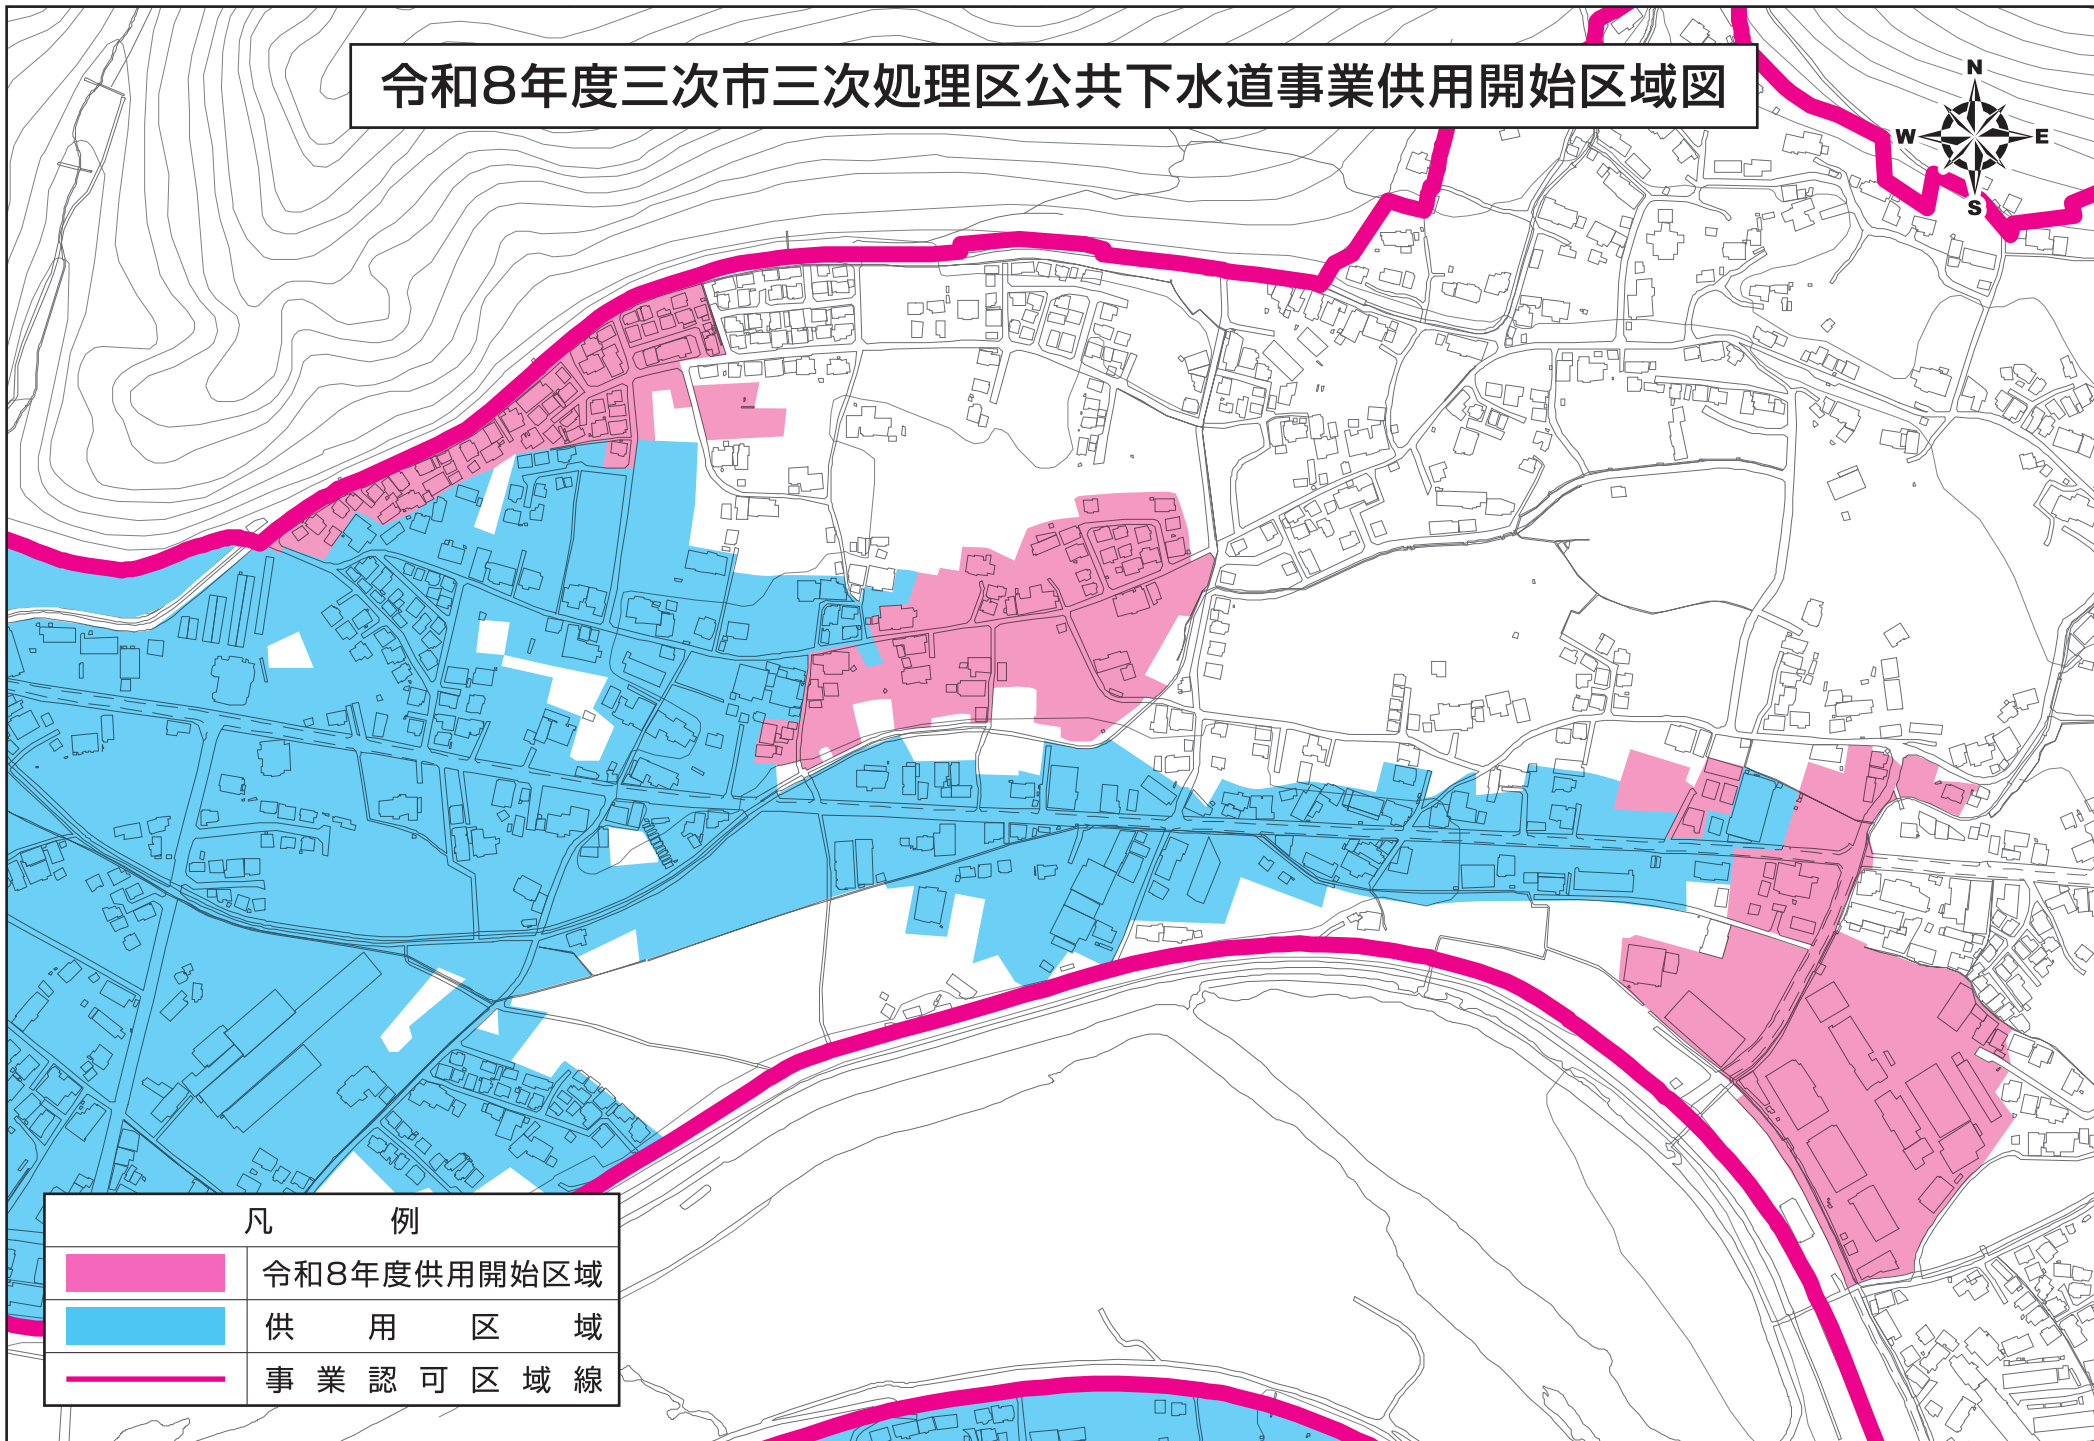 令和8年度三次市三次処理区公共下水道事業供用開始区域図
N
W E
S
凡例
令和8年度供用開始区域
供用区域
事業認可区域線